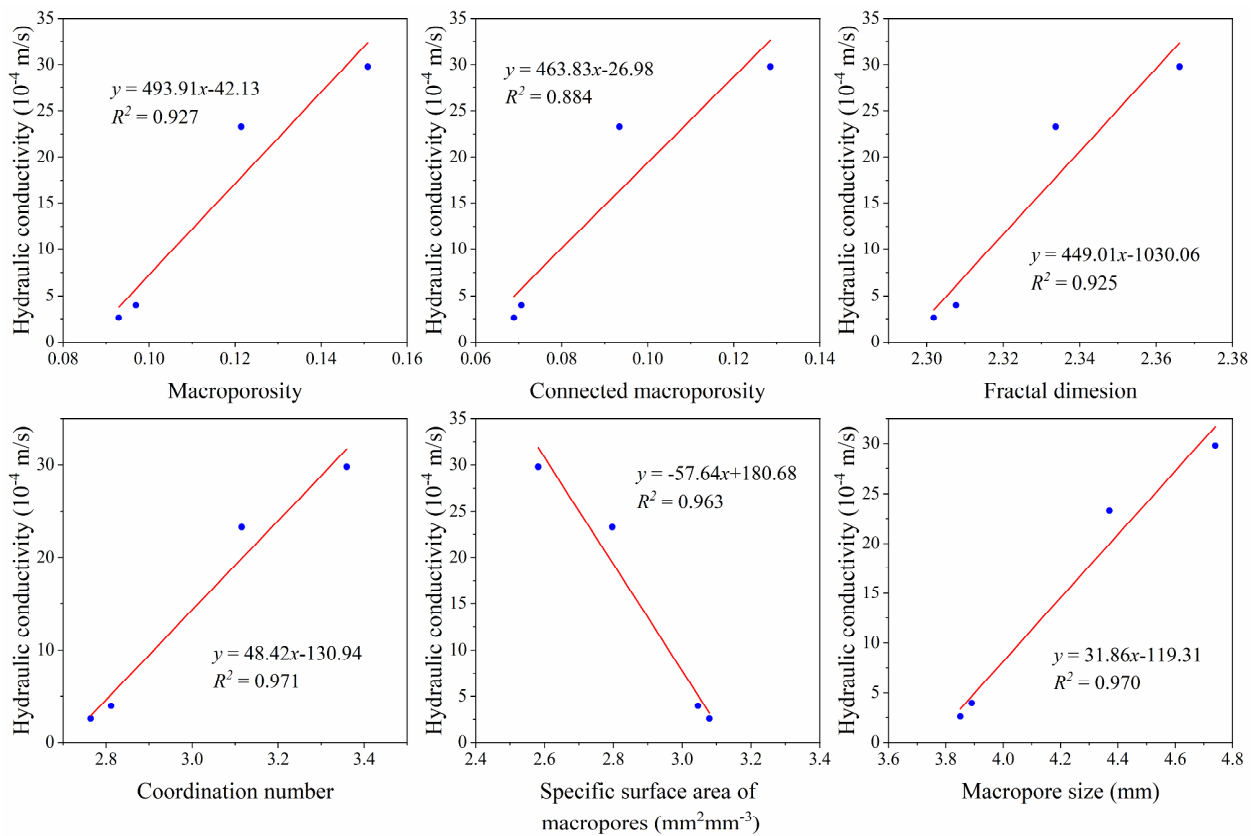 Hydraulic conductivity (10⁻⁴ m/s)
35
30
25
20
15
10
5
0
y = 493.91x-42.13
R² = 0.927
0.08 0.10 0.12 0.14 0.16
Macroporosity
Hydraulic conductivity (10⁻⁴ m/s)
35
30
25
20
15
10
5
0
y = 463.83x-26.98
R² = 0.884
0.06 0.08 0.10 0.12 0.14
Connected macroporosity
Hydraulic conductivity (10⁻⁴ m/s)
35
30
25
20
15
10
5
0
y = 449.01x-1030.06
R² = 0.925
2.30 2.32 2.34 2.36 2.38
Fractal dimesion
Hydraulic conductivity (10⁻⁴ m/s)
30
20
10
0
y = 48.42x-130.94
R² = 0.971
2.8 3.0 3.2 3.4
Coordination number
Hydraulic conductivity (10⁻⁴ m/s)
35
30
25
20
15
10
5
0
y = -57.64x+180.68
R² = 0.963
2.4 2.6 2.8 3.0 3.2 3.4
Specific surface area of
macropores (mm²mm⁻³)
Hydraulic conductivity (10⁻⁴ m/s)
30
25
20
15
10
5
0
y = 31.86x-119.31
R² = 0.970
3.8 4.0 4.2 4.4 4.6 4.8
Macropore size (mm)